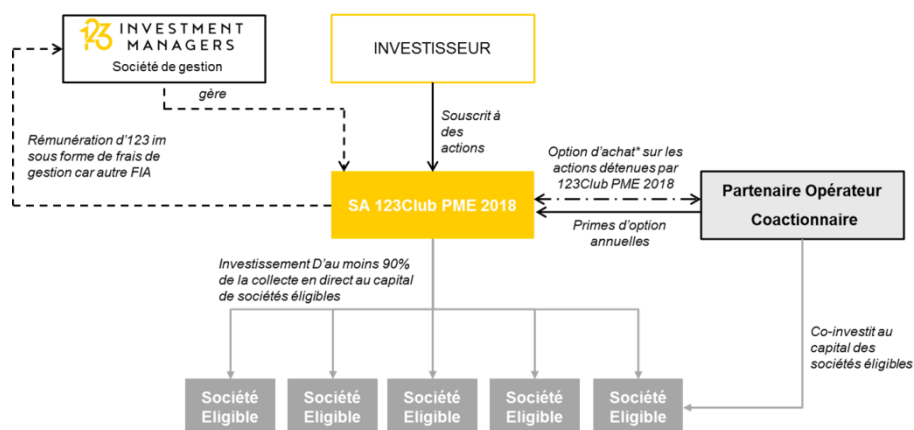 123 INVESTMENT
MANAGERS
Société de gestion
INVESTISSEUR
gère
Souscrit à
des
actions
Rémunération d'123 im
sous forme de frais de
gestion car autre FIA
Option d'achat* sur les
actions détenues par
123Club PME 2018
SA 123Club PME 2018
Partenaire Opérateur
Coactionnaire
Primes d'option
annuelles
Investissement D'au moins 90%
de la collecte en direct au capital
de sociétés éligibles
Co-investit au
capital des
sociétés éligibles
Société
Eligible
Société
Eligible
Société
Eligible
Société
Eligible
Société
Eligible